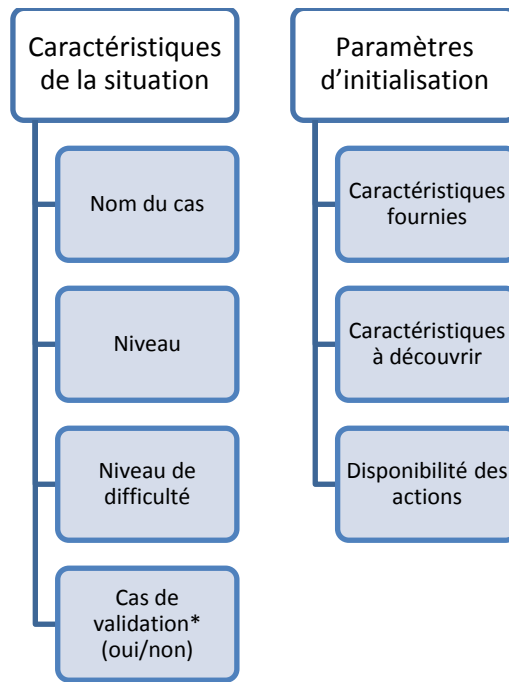 Caractéristiques
de la situation
Nom du cas
Niveau
Niveau de
difficulté
Cas de
validation*
(oui/non)
Paramètres
d’initialisation
Caractéristiques
fournies
Caractéristiques
à découvrir
Disponibilité des
actions